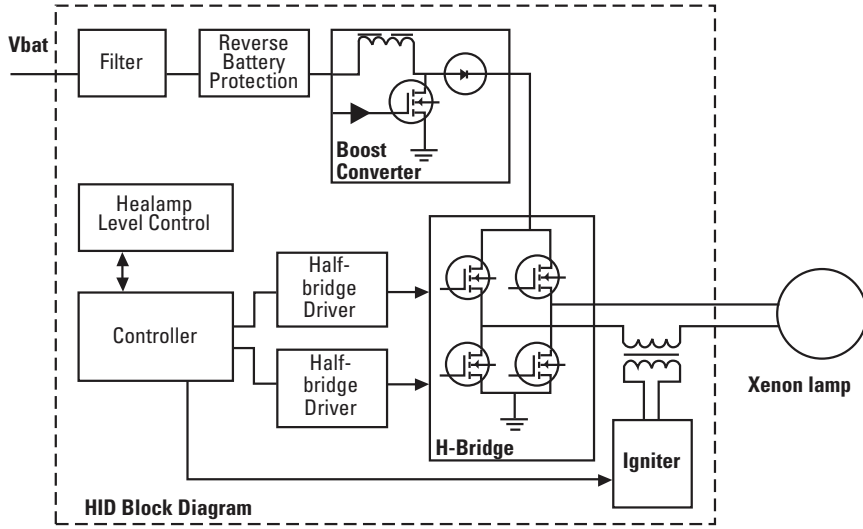 Vbat
Filter
Reverse
Battery
Protection
Boost
Converter
Healamp
Level Control
Controller
Half-
bridge
Driver
Half-
bridge
Driver
H-Bridge
Igniter
Xenon lamp
HID Block Diagram